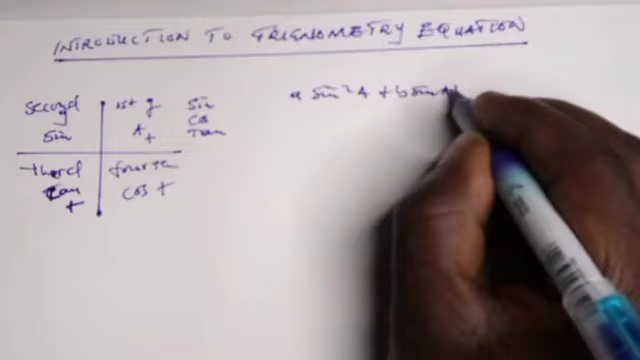 INTRODUCTION TO TRIGNOMETRY EQUATION
second 1st q sin
cos
sin A+ Tan
third fourth
Tan cos +
+
a sin²A + b sin A